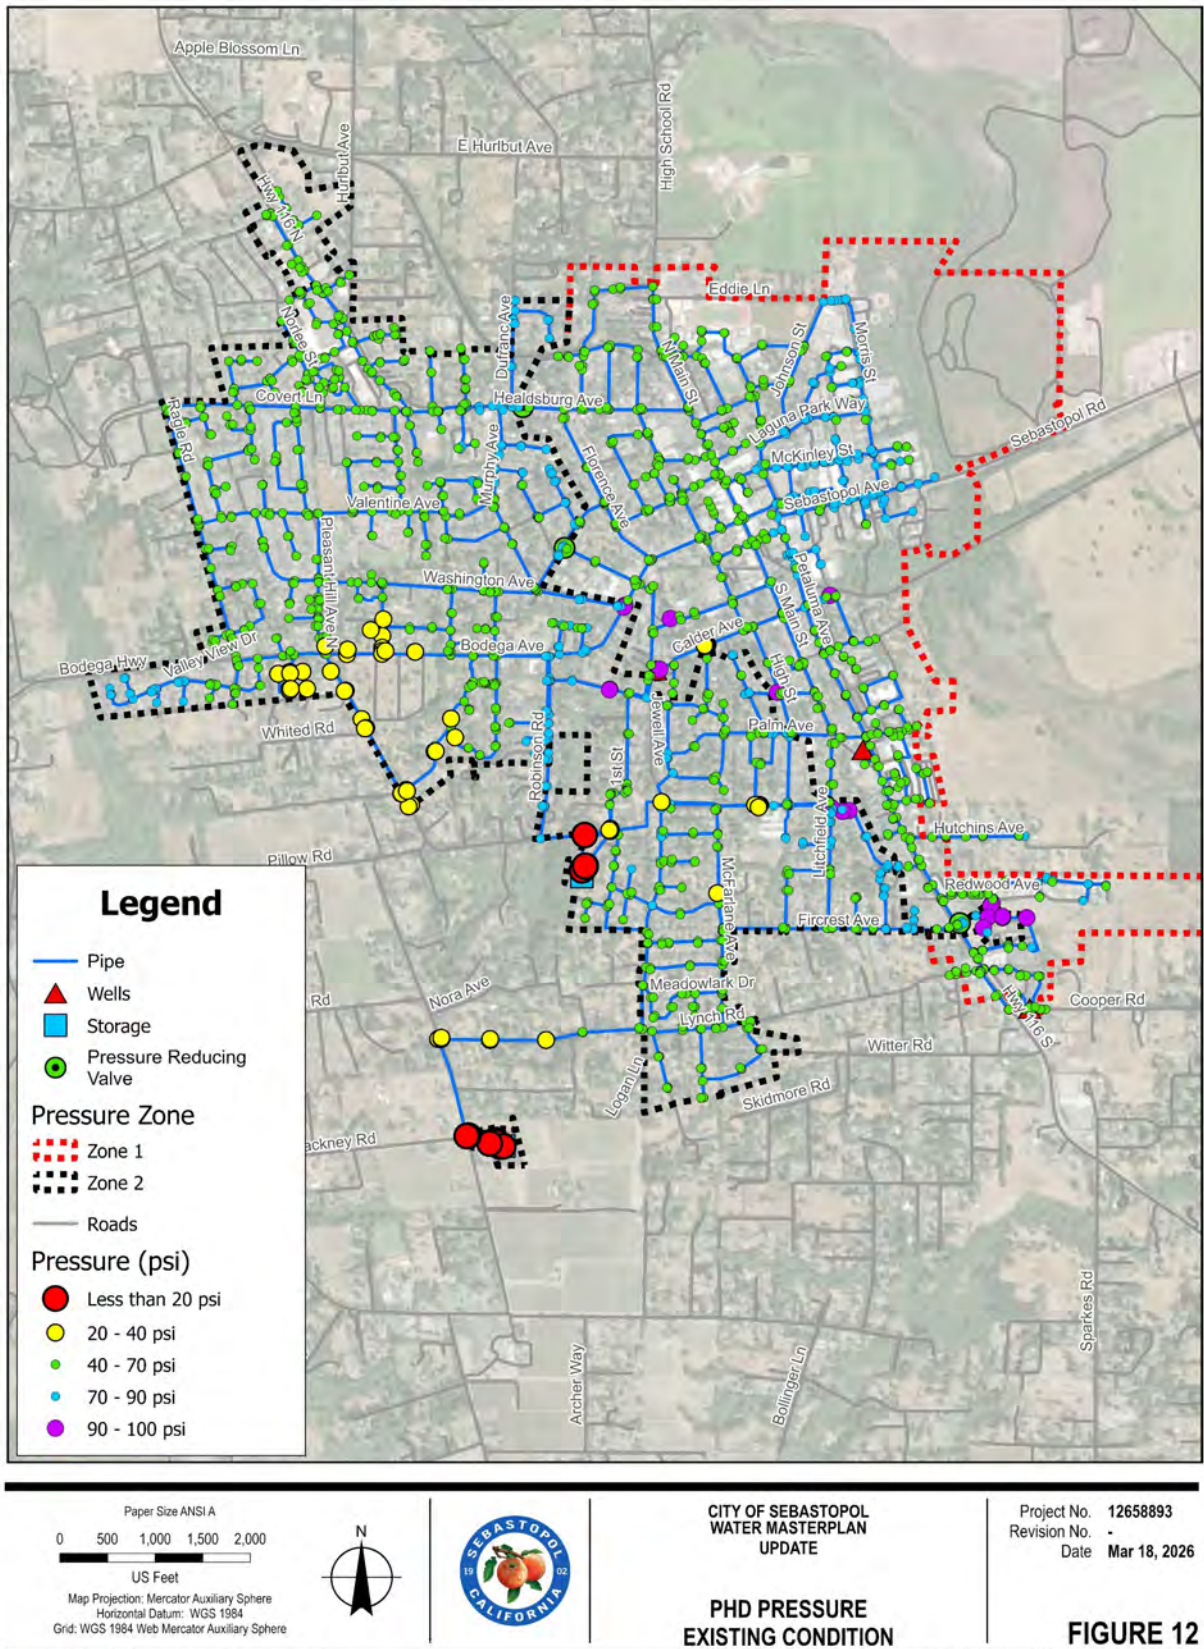 Apple Blossom Ln
Hurlbut Ave
E Hurlbut Ave
High School Rd
Hwy 116 N
Eddie Ln
Norlee St
Dufranc Ave
N Main St
Johnson St
Morris St
Covert Ln
Healdsburg Ave
Laguna Park Way
Sebastopol Rd
Ragle Rd
Murphy Ave
Florence Ave
McKinley St
Valentine Ave
Sebastopol Ave
Pleasant Hill Ave N
Washington Ave
Petaluma Ave
S Main St
Calder Ave
Bodega Hwy
Valley View Dr
Bodega Ave
High St
Whited Rd
Robinson Rd
1st St
Jewell Ave
Palm Ave
Litchfield Ave
Hutchins Ave
Pillow Rd
McFarlane Ave
Redwood Ave
Fircrest Ave
Meadowlark Dr
Nora Ave
Rd
Lynch Rd
Hwy 116 S
Cooper Rd
Witter Rd
Logan Ln
Skidmore Rd
ackney Rd
Sparkes Rd
Archer Way
Bollinger Ln
Legend
Pipe
Wells
Storage
Pressure Reducing
Valve
Pressure Zone
Zone 1
Zone 2
Roads
Pressure (psi)
Less than 20 psi
20 - 40 psi
40 - 70 psi
70 - 90 psi
90 - 100 psi
Paper Size ANSI A
0 500 1,000 1,500 2,000
US Feet
Map Projection: Mercator Auxiliary Sphere
Horizontal Datum: WGS 1984
Grid: WGS 1984 Web Mercator Auxiliary Sphere
N
SEBASTOPOL
19 02
CALIFORNIA
CITY OF SEBASTOPOL
WATER MASTERPLAN
UPDATE
PHD PRESSURE
EXISTING CONDITION
Project No. 12658893
Revision No. -
Date Mar 18, 2026
FIGURE 12